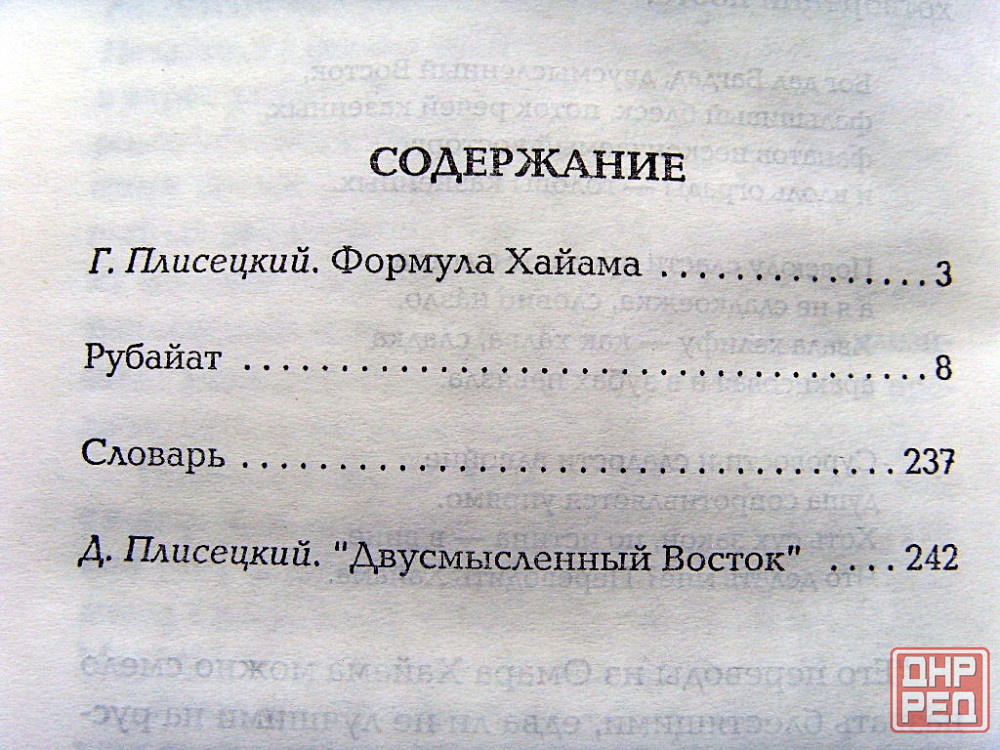 СОДЕРЖАНИЕ
Г. Плисецкий. Формула Хайама . . . . . . . . . . . . . . 3
Рубайат . . . . . . . . . . . . . . . . . . . . . . . . . . . . . . . . . . . . . 8
Словарь . . . . . . . . . . . . . . . . . . . . . . . . . . . . . . . . . . 237
Д. Плисецкий. "Двусмысленный Восток" . . . . 242
ДНР
РЕД